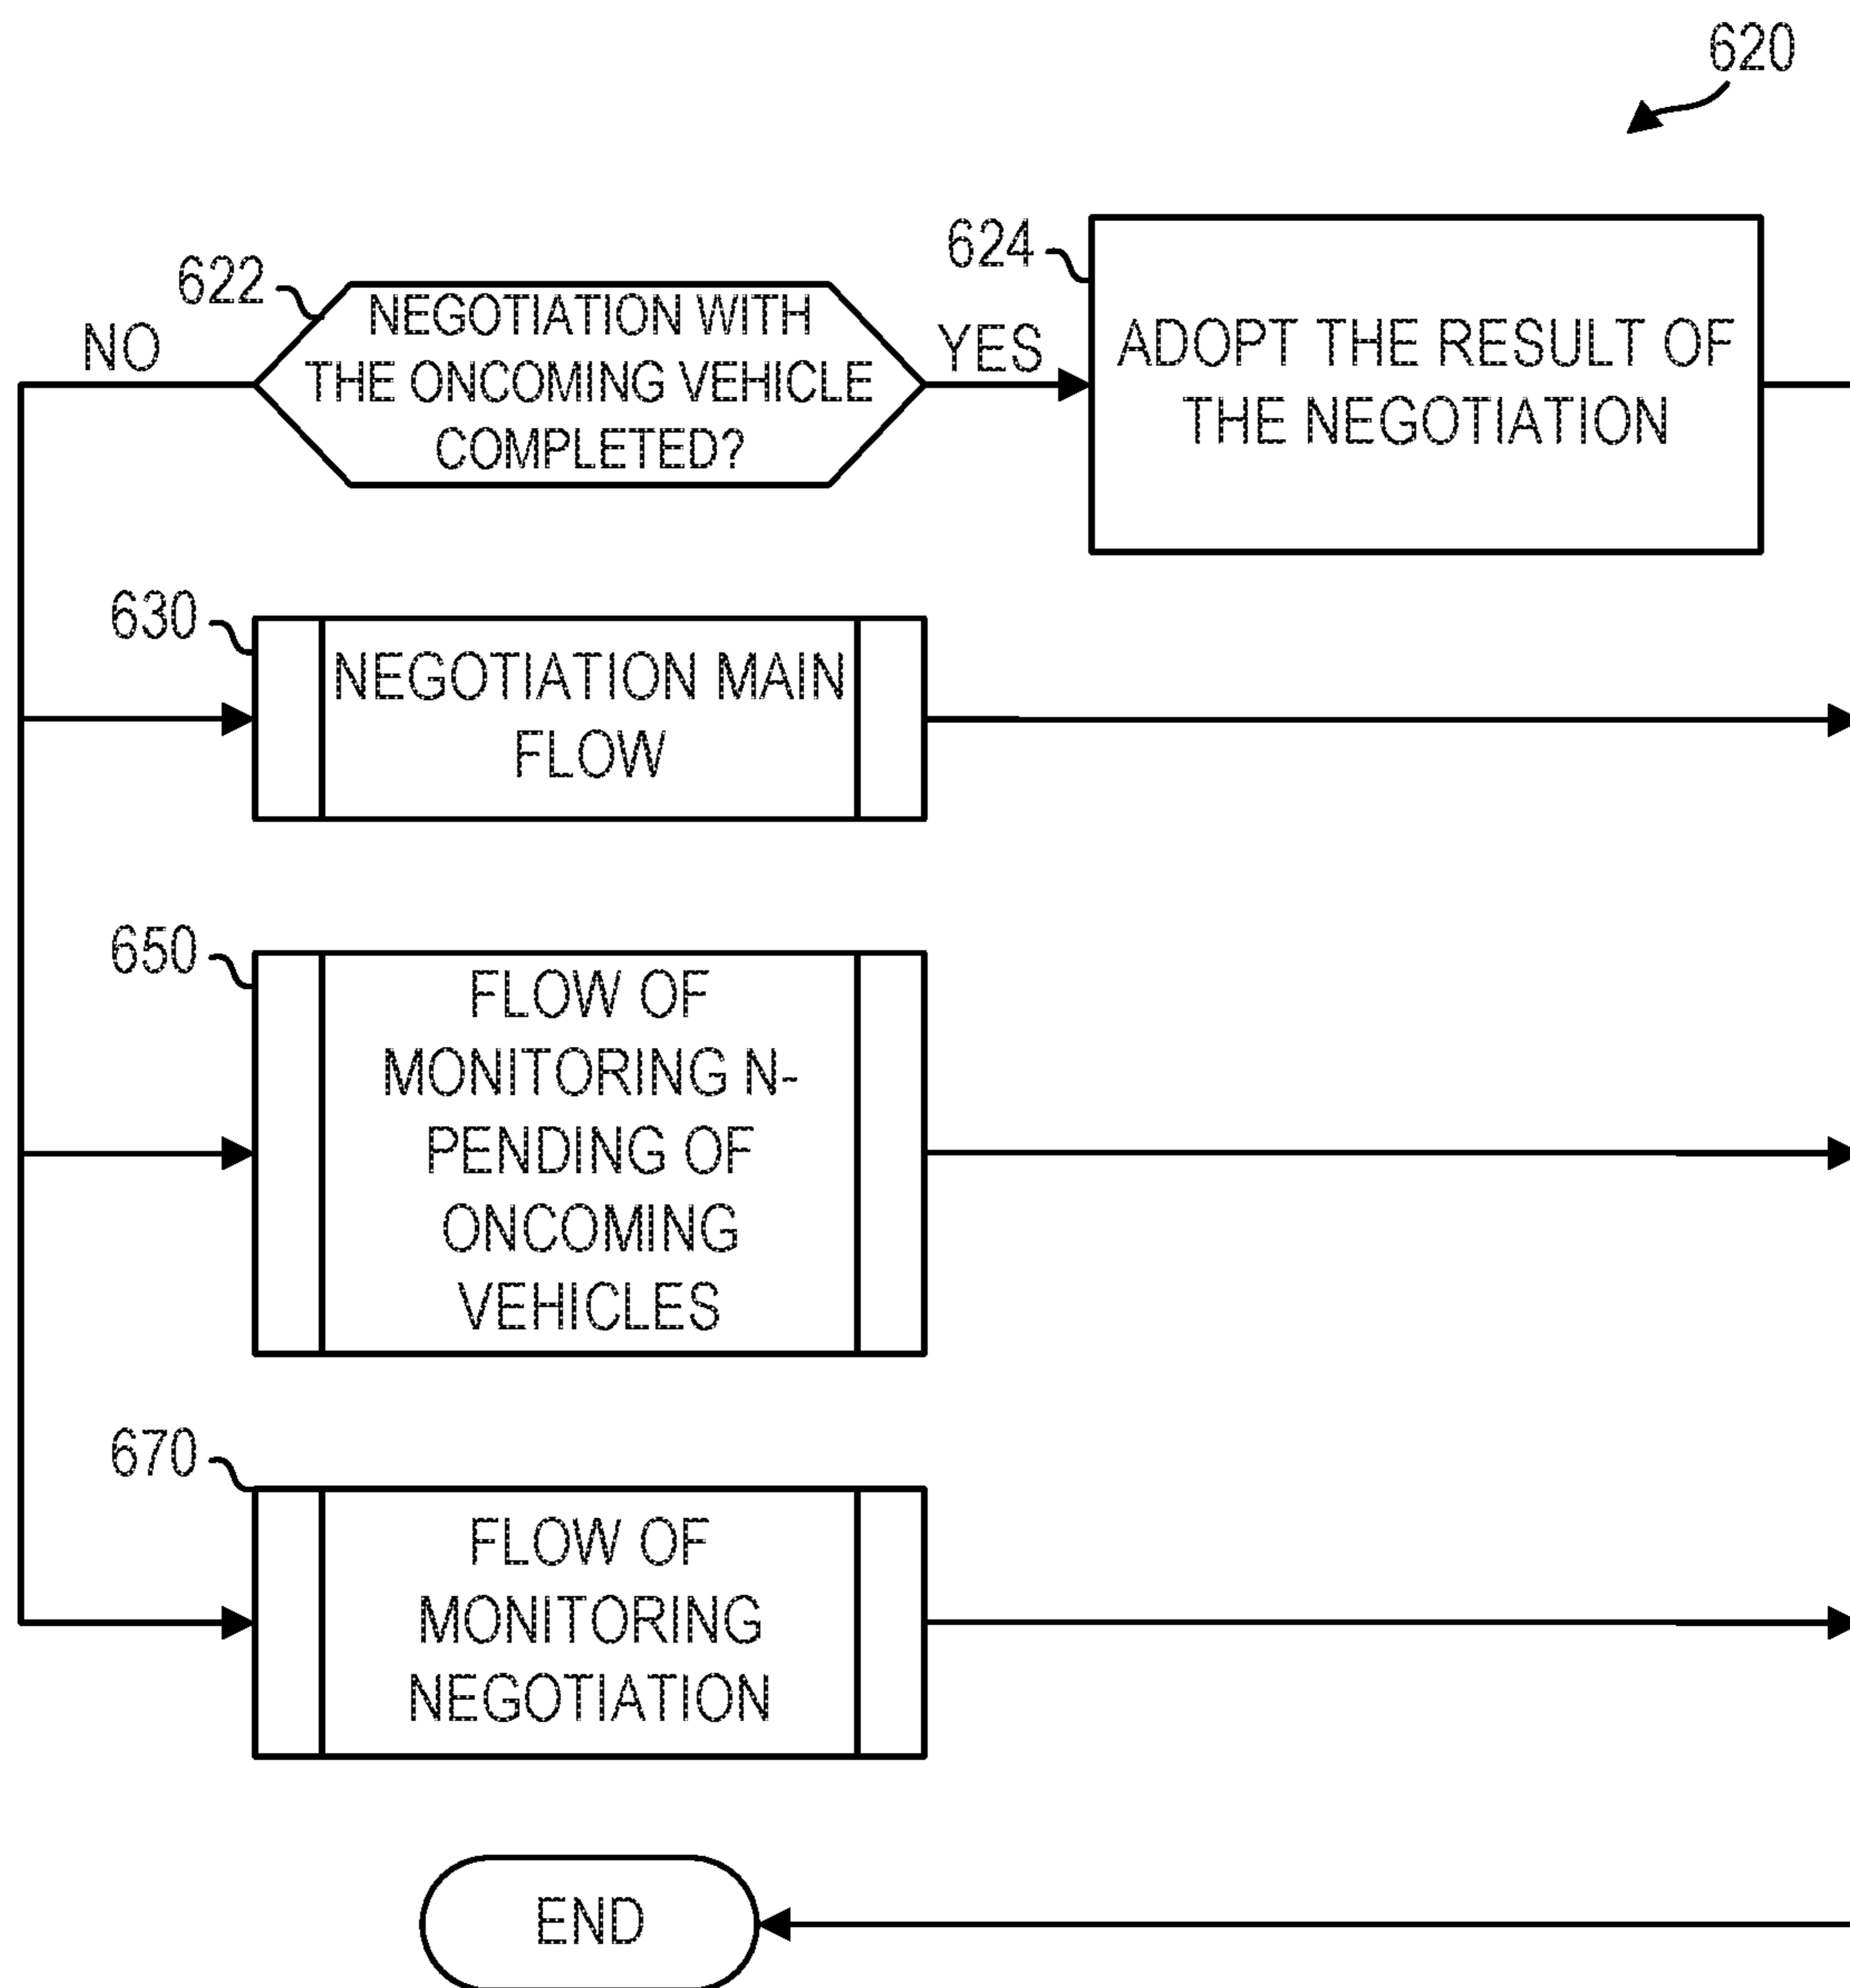 620
622
NEGOTIATION WITH
THE ONCOMING VEHICLE
COMPLETED?
NO
YES
624
ADOPT THE RESULT OF
THE NEGOTIATION
630
NEGOTIATION MAIN
FLOW
650
FLOW OF
MONITORING N-
PENDING OF
ONCOMING
VEHICLES
670
FLOW OF
MONITORING
NEGOTIATION
END